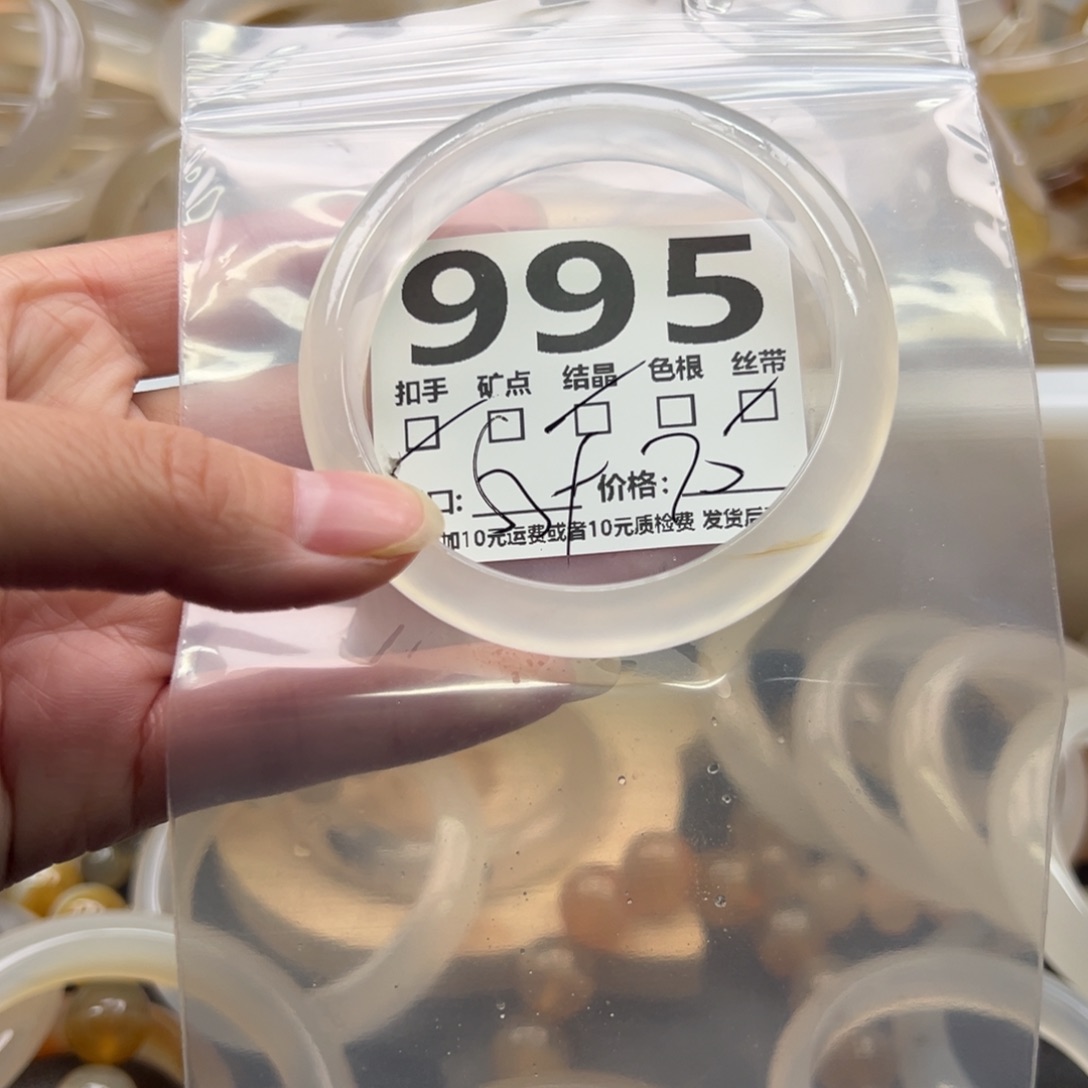 995
扣手 矿点 结晶 色根 丝带
口: 价格:
加10元运费或者10元质检费 发货后